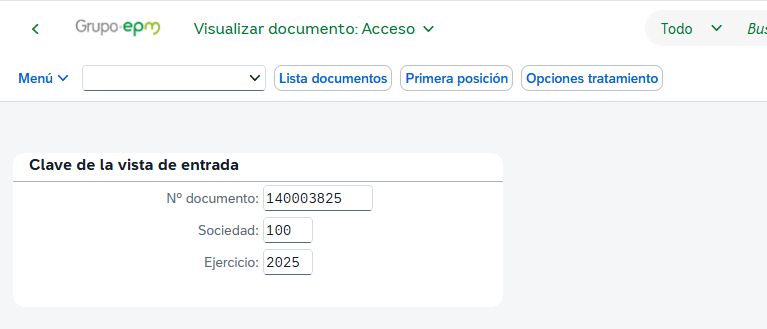 Grupo·epm Visualizar documento: Acceso Todo Bus
Menú Lista documentos Primera posición Opciones tratamiento
Clave de la vista de entrada
Nº documento: 140003825
Sociedad: 100
Ejercicio: 2025